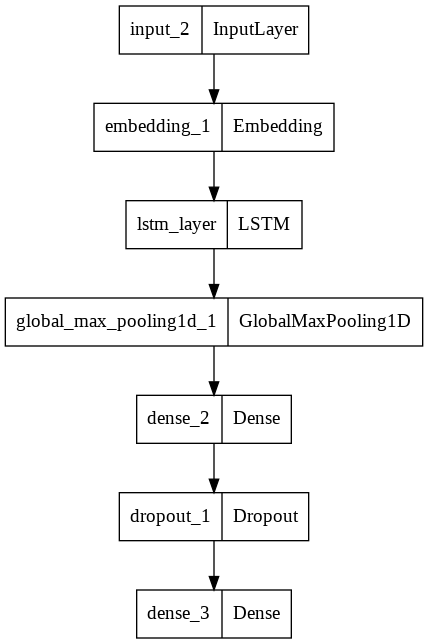 input_2 InputLayer
embedding_1 Embedding
lstm_layer LSTM
global_max_pooling1d_1 GlobalMaxPooling1D
dense_2 Dense
dropout_1 Dropout
dense_3 Dense